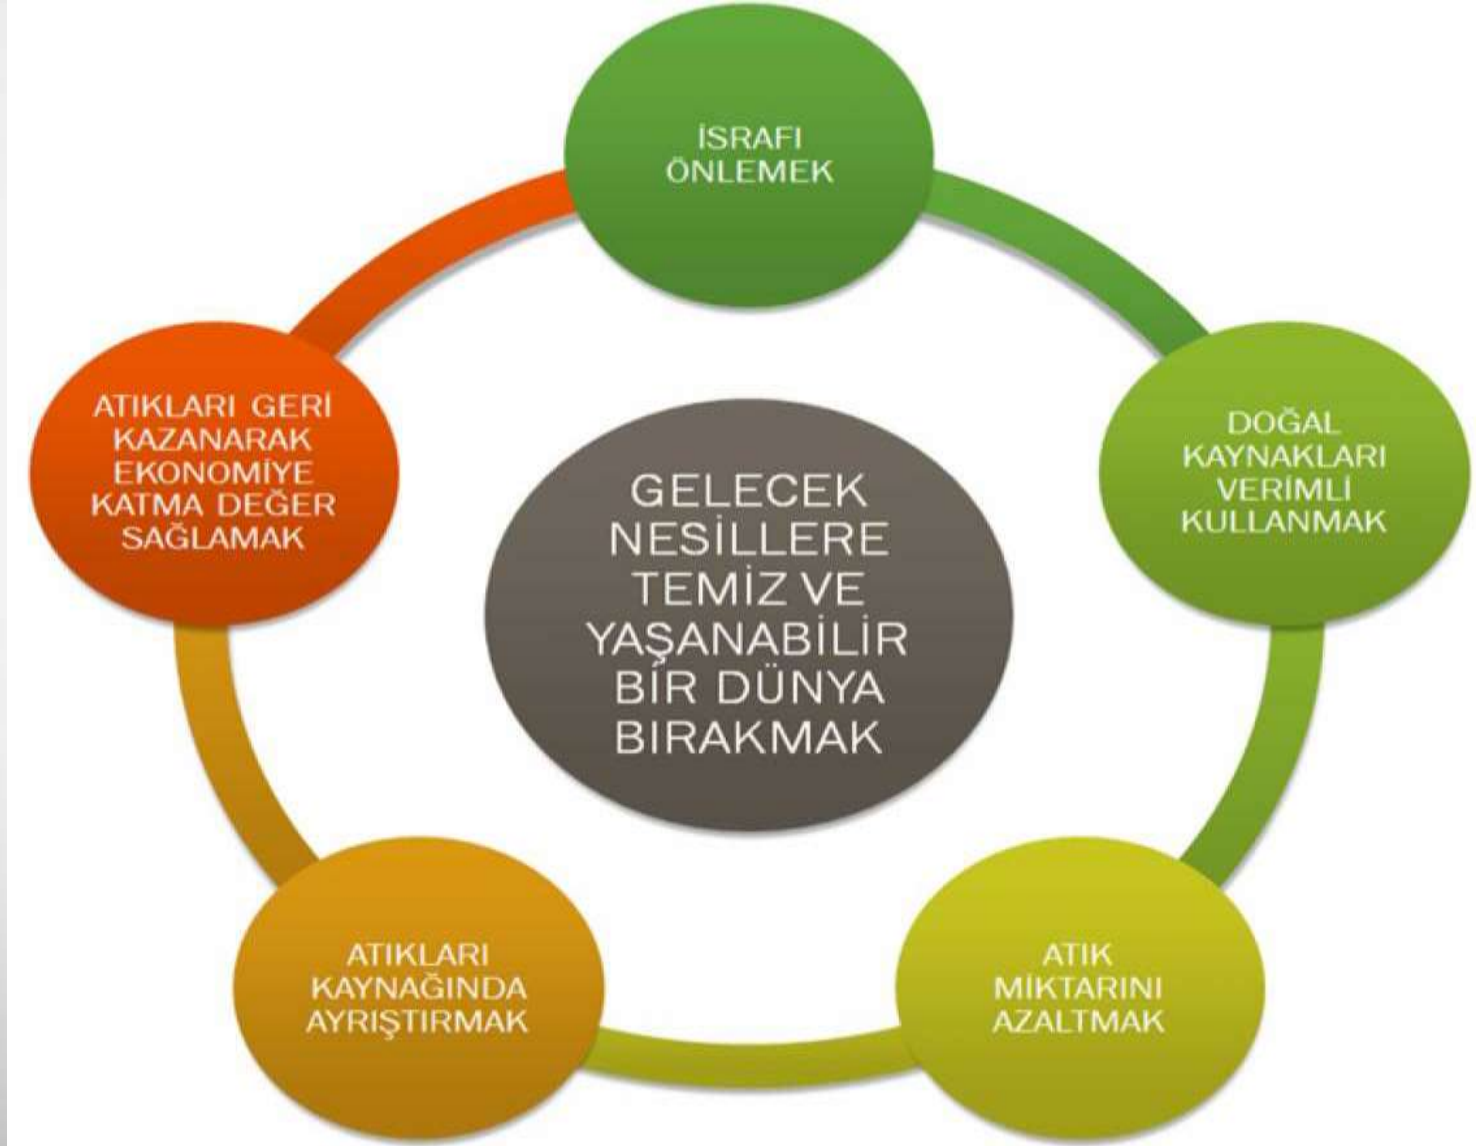 İSRAFI
ÖNLEMEK
DOĞAL
KAYNAKLARI
VERİMLİ
KULLANMAK
ATIK
MİKTARINI
AZALTMAK
ATIKLARI
KAYNAĞINDA
AYRIŞTIRMAK
ATIKLARI GERİ
KAZANARAK
EKONOMİYE
KATMA DEĞER
SAĞLAMAK
GELECEK
NESİLLERE
TEMİZ VE
YAŞANABİLİR
BİR DÜNYA
BIRAKMAK